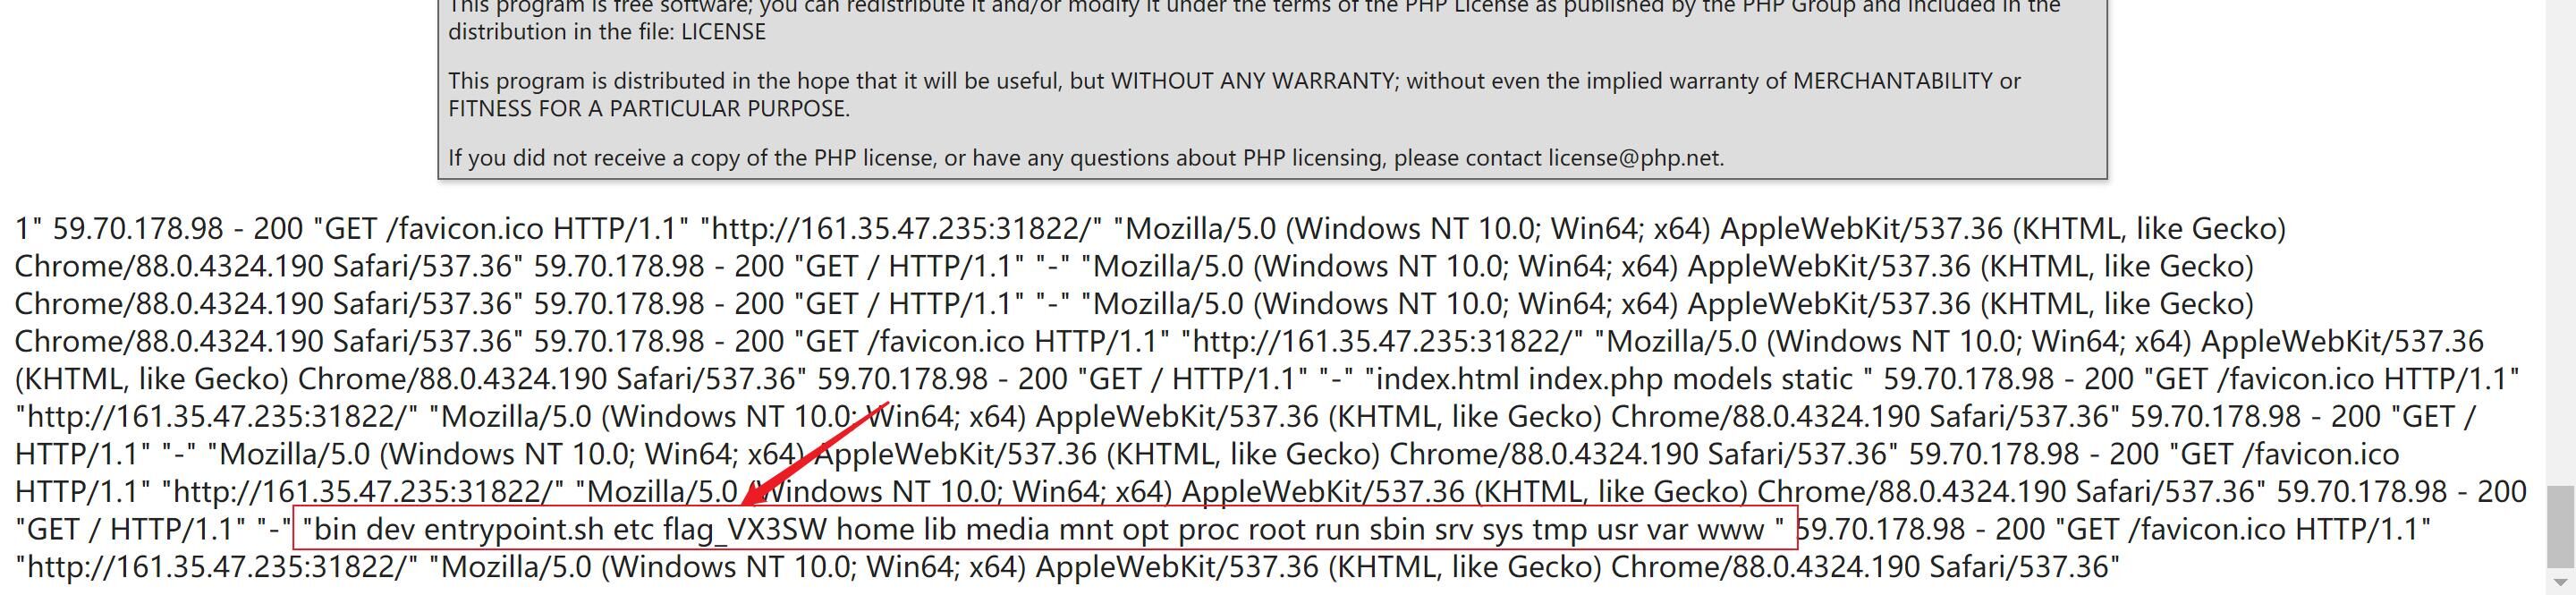 This program is free software; you can redistribute it and/or modify it under the terms of the PHP License as published by the PHP Group and included in the
distribution in the file: LICENSE
This program is distributed in the hope that it will be useful, but WITHOUT ANY WARRANTY; without even the implied warranty of MERCHANTABILITY or
FITNESS FOR A PARTICULAR PURPOSE.
If you did not receive a copy of the PHP license, or have any questions about PHP licensing, please contact license@php.net.
1" 59.70.178.98 - 200 "GET /favicon.ico HTTP/1.1" "http://161.35.47.235:31822/" "Mozilla/5.0 (Windows NT 10.0; Win64; x64) AppleWebKit/537.36 (KHTML, like Gecko)
Chrome/88.0.4324.190 Safari/537.36" 59.70.178.98 - 200 "GET / HTTP/1.1" "-" "Mozilla/5.0 (Windows NT 10.0; Win64; x64) AppleWebKit/537.36 (KHTML, like Gecko)
Chrome/88.0.4324.190 Safari/537.36" 59.70.178.98 - 200 "GET / HTTP/1.1" "-" "Mozilla/5.0 (Windows NT 10.0; Win64; x64) AppleWebKit/537.36 (KHTML, like Gecko)
Chrome/88.0.4324.190 Safari/537.36" 59.70.178.98 - 200 "GET /favicon.ico HTTP/1.1" "http://161.35.47.235:31822/" "Mozilla/5.0 (Windows NT 10.0; Win64; x64) AppleWebKit/537.36
(KHTML, like Gecko) Chrome/88.0.4324.190 Safari/537.36" 59.70.178.98 - 200 "GET / HTTP/1.1" "-" "index.html index.php models static " 59.70.178.98 - 200 "GET /favicon.ico HTTP/1.1"
"http://161.35.47.235:31822/" "Mozilla/5.0 (Windows NT 10.0; Win64; x64) AppleWebKit/537.36 (KHTML, like Gecko) Chrome/88.0.4324.190 Safari/537.36" 59.70.178.98 - 200 "GET /
HTTP/1.1" "-" "Mozilla/5.0 (Windows NT 10.0; Win64; x64) AppleWebKit/537.36 (KHTML, like Gecko) Chrome/88.0.4324.190 Safari/537.36" 59.70.178.98 - 200 "GET /favicon.ico
HTTP/1.1" "http://161.35.47.235:31822/" "Mozilla/5.0 (Windows NT 10.0; Win64; x64) AppleWebKit/537.36 (KHTML, like Gecko) Chrome/88.0.4324.190 Safari/537.36" 59.70.178.98 - 200
"GET / HTTP/1.1" "-" "bin dev entrypoint.sh etc flag_VX3SW home lib media mnt opt proc root run sbin srv sys tmp usr var www " 59.70.178.98 - 200 "GET /favicon.ico HTTP/1.1"
"http://161.35.47.235:31822/" "Mozilla/5.0 (Windows NT 10.0; Win64; x64) AppleWebKit/537.36 (KHTML, like Gecko) Chrome/88.0.4324.190 Safari/537.36"